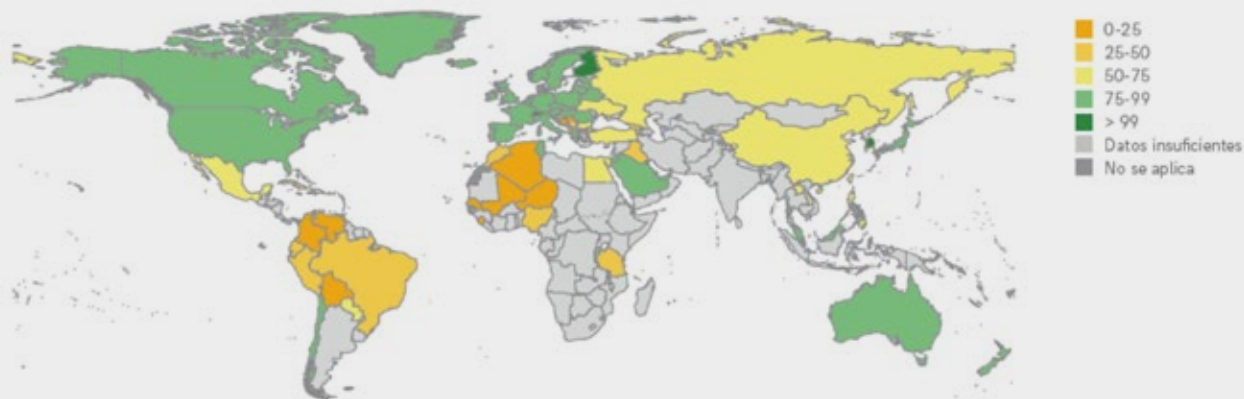 0-25
25-50
50-75
75-99
> 99
Datos insuficientes
No se aplica